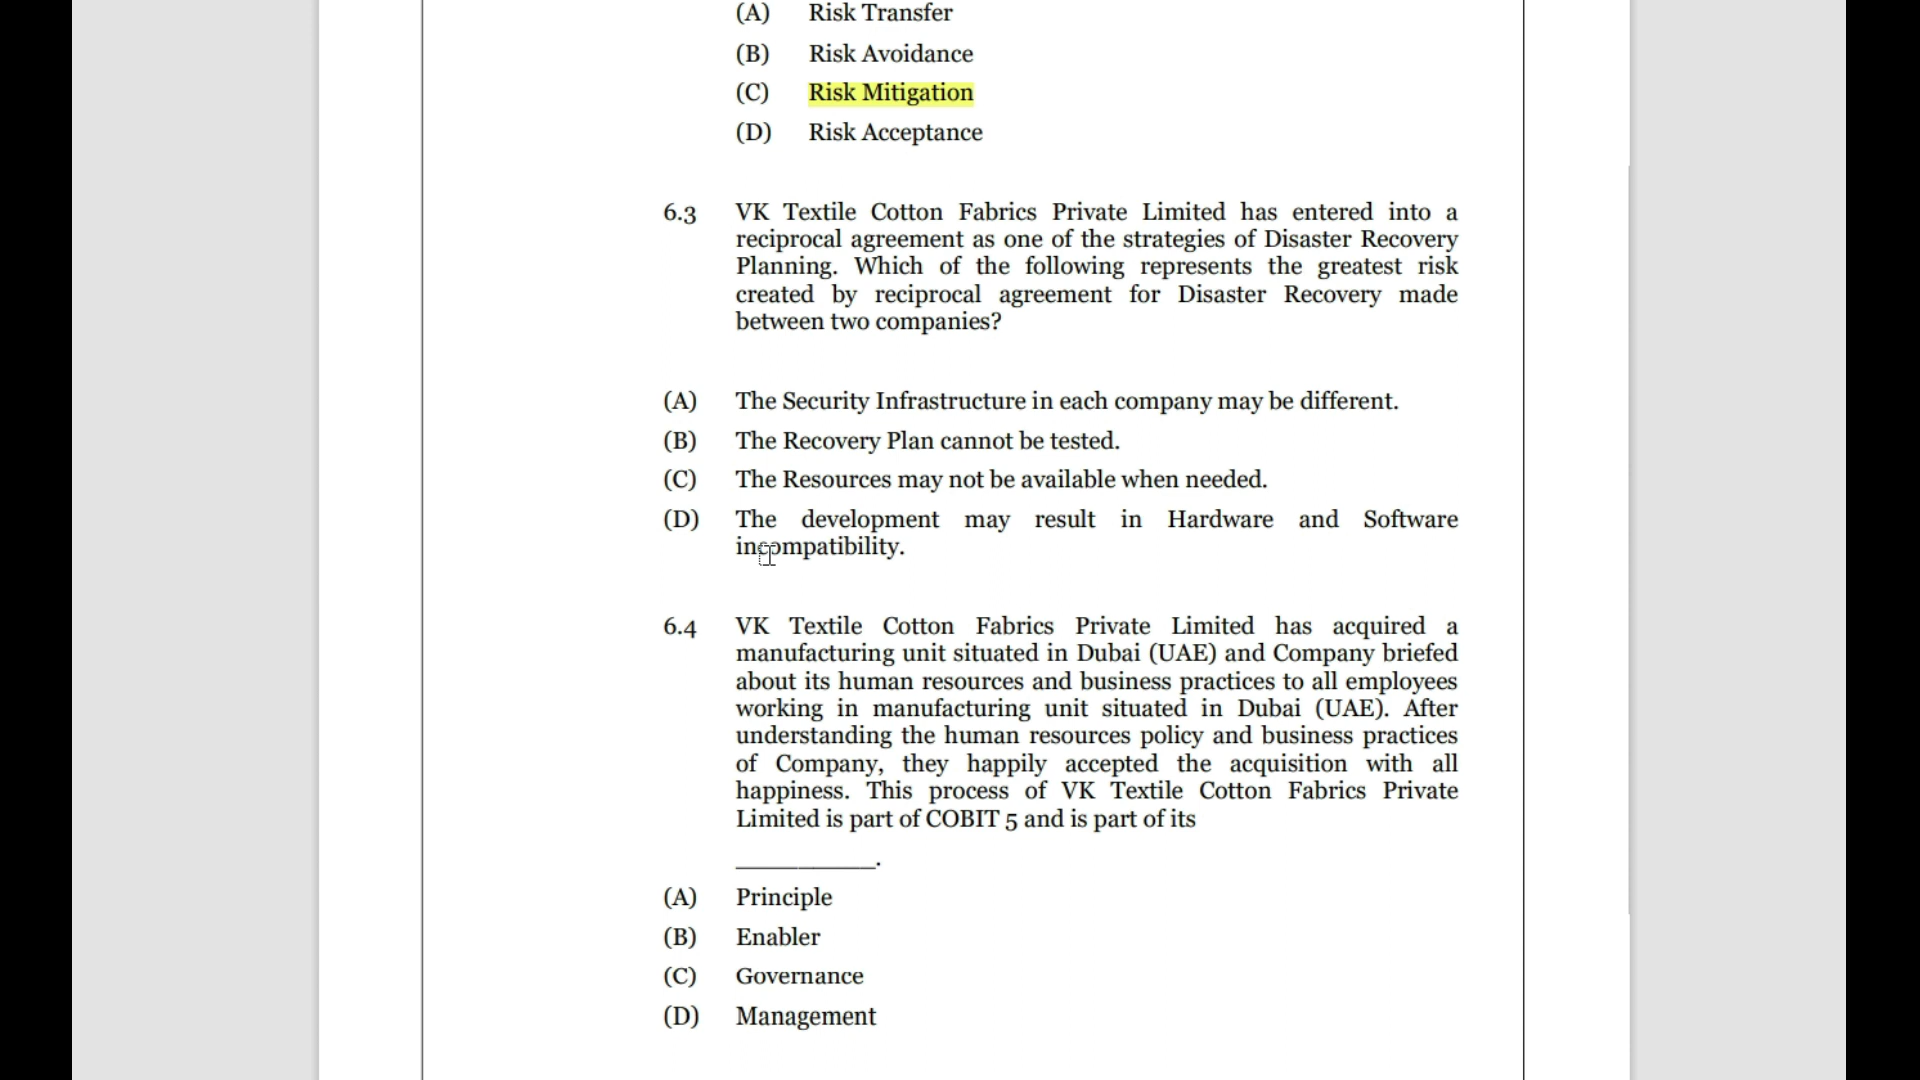 (A) Risk Transfer
(B) Risk Avoidance
(C) Risk Mitigation
(D) Risk Acceptance
6.3 VK Textile Cotton Fabrics Private Limited has entered into a
reciprocal agreement as one of the strategies of Disaster Recovery
Planning. Which of the following represents the greatest risk
created by reciprocal agreement for Disaster Recovery made
between two companies?
(A) The Security Infrastructure in each company may be different.
(B) The Recovery Plan cannot be tested.
(C) The Resources may not be available when needed.
(D) The development may result in Hardware and Software
incompatibility.
6.4 VK Textile Cotton Fabrics Private Limited has acquired a
manufacturing unit situated in Dubai (UAE) and Company briefed
about its human resources and business practices to all employees
working in manufacturing unit situated in Dubai (UAE). After
understanding the human resources policy and business practices
of Company, they happily accepted the acquisition with all
happiness. This process of VK Textile Cotton Fabrics Private
Limited is part of COBIT 5 and is part of its
____________.
(A) Principle
(B) Enabler
(C) Governance
(D) Management